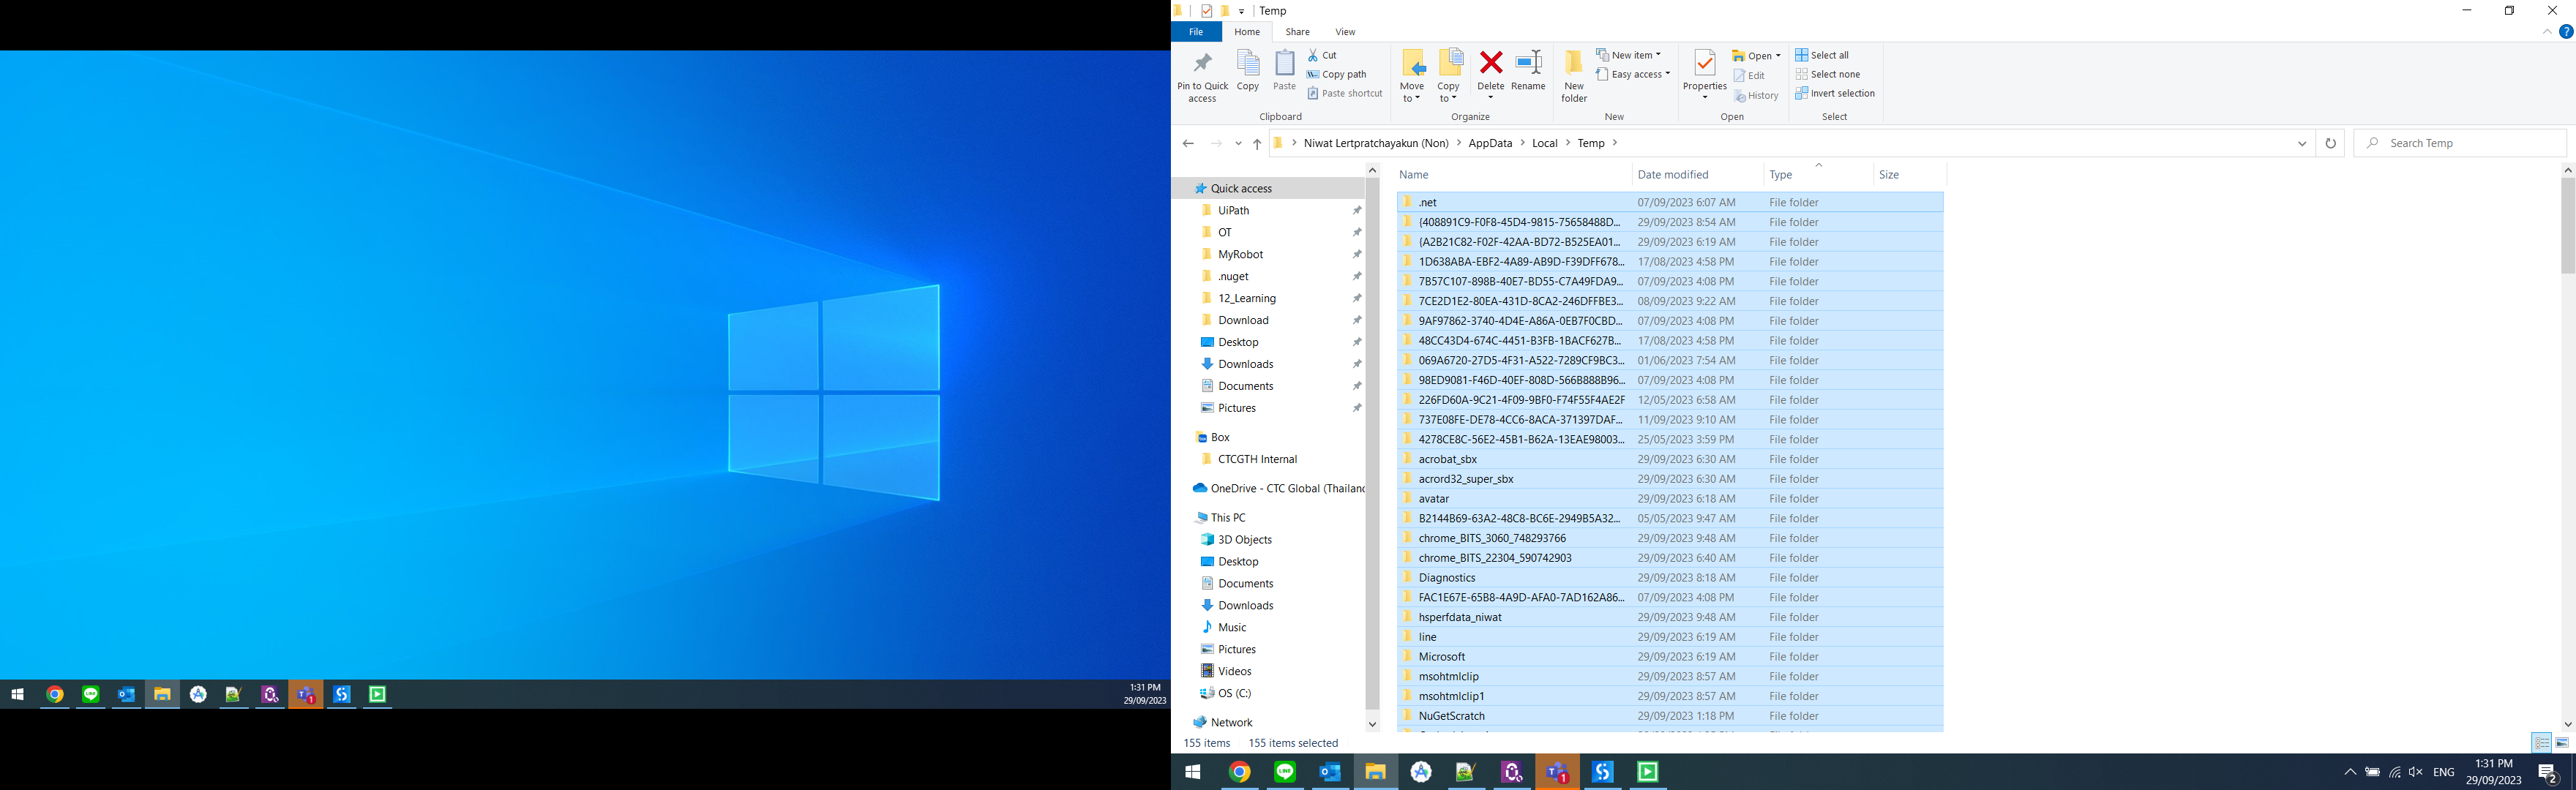 1:31 PM
29/09/2023
Temp
File
Home
Share
View
Pin to Quick access
Copy
Paste
Cut
Copy path
Paste shortcut
Clipboard
Move to
Copy to
Delete
Rename
Organize
New folder
New item
Easy access
New
Properties
Open
Edit
History
Open
Select all
Select none
Invert selection
Select
Niwat Lertpratchayakun (Non) > AppData > Local > Temp >
Search Temp
Quick access
UiPath
OT
MyRobot
.nuget
12_Learning
Download
Desktop
Downloads
Documents
Pictures
Box
CTCGTH Internal
OneDrive - CTC Global (Thailand
This PC
3D Objects
Desktop
Documents
Downloads
Music
Pictures
Videos
OS (C:)
Network
Name Date modified Type Size
.net 07/09/2023 6:07 AM File folder
{408891C9-F0F8-45D4-9815-75658488D... 29/09/2023 8:54 AM File folder
{A2B21C82-F02F-42AA-BD72-B525EA01... 29/09/2023 6:19 AM File folder
1D638ABA-EBF2-4A89-AB9D-F39DFF678... 17/08/2023 4:58 PM File folder
7B57C107-898B-40E7-BD55-C7A49FDA9... 07/09/2023 4:08 PM File folder
7CE2D1E2-80EA-431D-8CA2-246DFFBE3... 08/09/2023 9:22 AM File folder
9AF97862-3740-4D4E-A86A-0EB7F0CBD... 07/09/2023 4:08 PM File folder
48CC43D4-674C-4451-B3FB-1BACF627B... 17/08/2023 4:58 PM File folder
069A6720-27D5-4F31-A522-7289CF9BC3... 01/06/2023 7:54 AM File folder
98ED9081-F46D-40EF-808D-566B888B96... 07/09/2023 4:08 PM File folder
226FD60A-9C21-4F09-9BF0-F74F55F4AE2F 12/05/2023 6:58 AM File folder
737E08FE-DE78-4CC6-8ACA-371397DAF... 11/09/2023 9:10 AM File folder
4278CE8C-56E2-45B1-B62A-13EAE98003... 25/05/2023 3:59 PM File folder
acrobat_sbx 29/09/2023 6:30 AM File folder
acrord32_super_sbx 29/09/2023 6:30 AM File folder
avatar 29/09/2023 6:18 AM File folder
B2144B69-63A2-48C8-BC6E-2949B5A32... 05/05/2023 9:47 AM File folder
chrome_BITS_3060_748293766 29/09/2023 9:48 AM File folder
chrome_BITS_22304_590742903 29/09/2023 6:40 AM File folder
Diagnostics 29/09/2023 8:18 AM File folder
FAC1E67E-65B8-4A9D-AFA0-7AD162A86... 07/09/2023 4:08 PM File folder
hsperfdata_niwat 29/09/2023 9:48 AM File folder
line 29/09/2023 6:19 AM File folder
Microsoft 29/09/2023 6:19 AM File folder
msohtmlclip 29/09/2023 8:57 AM File folder
msohtmlclip1 29/09/2023 8:57 AM File folder
NuGetScratch 29/09/2023 1:18 PM File folder
155 items 155 items selected
ENG
1:31 PM
29/09/2023
2